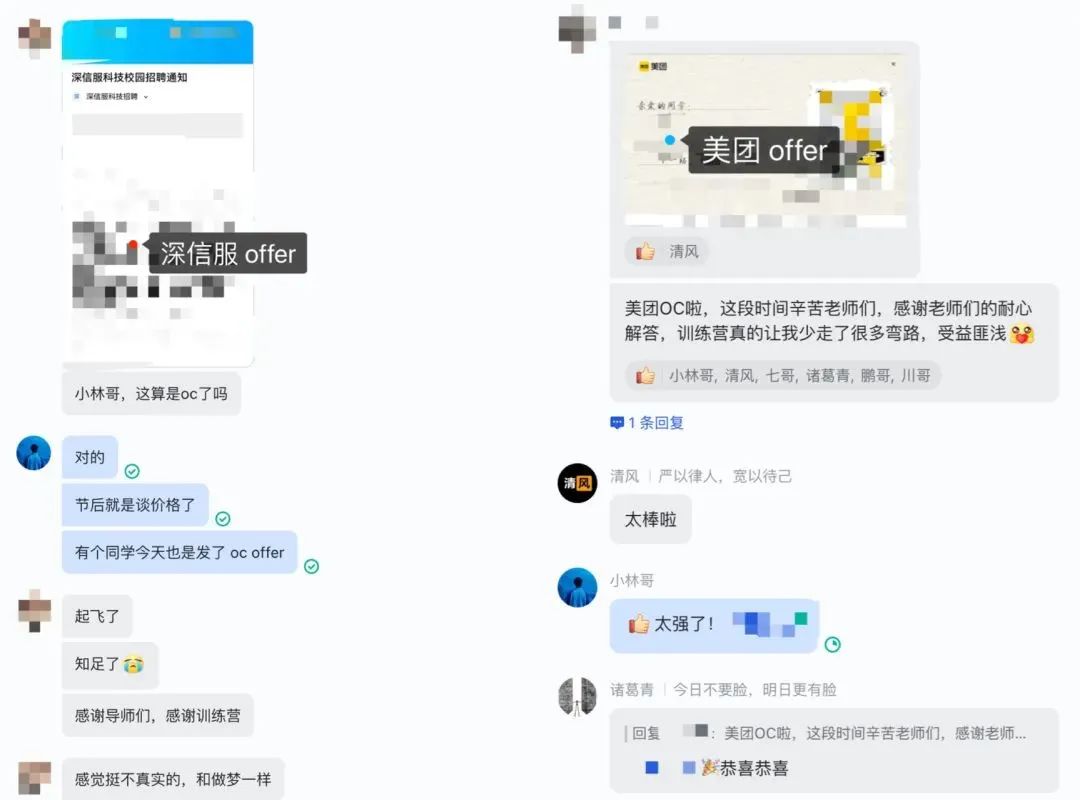 深信服科技校园招聘通知
深信服科技招聘
深信服 offer
小林哥，这算是oc了吗
对的
节后就是谈价格了
有个同学今天也是发了 oc offer
起飞了
知足了😭
感谢导师们，感谢训练营
感觉挺不真实的，和做梦一样
美团
亲爱的同学：
美团 offer
👍 清风
美团OC啦，这段时间辛苦老师们，感谢老师们的耐心
解答，训练营真的让我少走了很多弯路，受益匪浅🥰
👍 小林哥, 清风, 七哥, 诸葛青, 鹏哥, 川哥
1 条回复
清风
清风 | 严以律人，宽以待己
太棒啦
小林哥
👍太强了！
诸葛青 | 今日不要脸，明日更有脸
回复 ：美团OC啦，这段时间辛苦老师们，感谢老师...
🎉恭喜恭喜